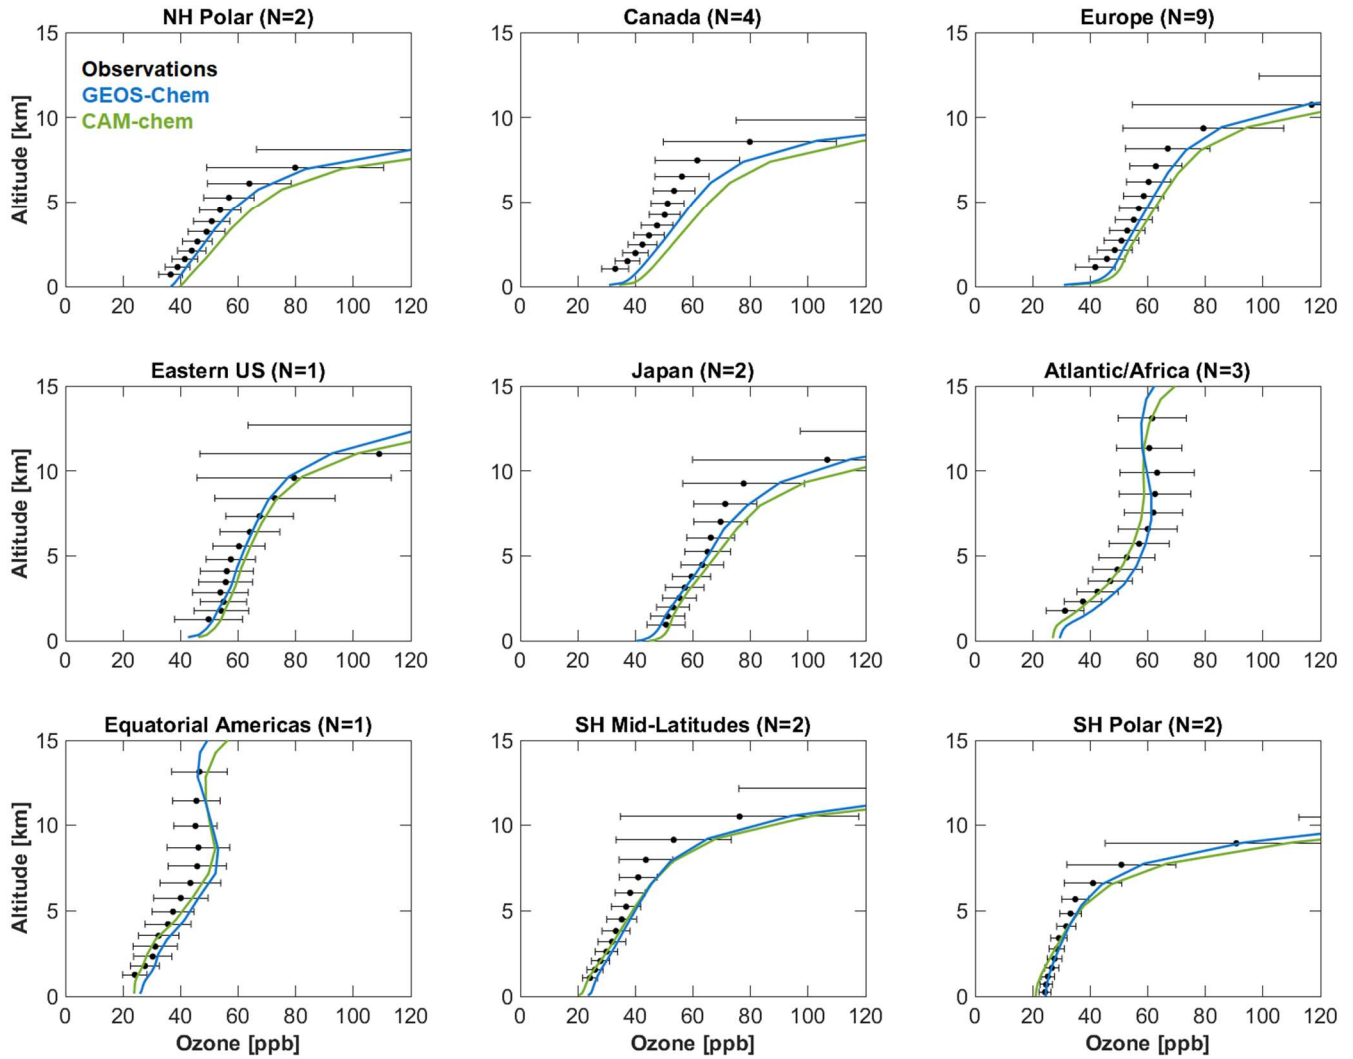 NH Polar (N=2)
Canada (N=4)
Europe (N=9)
Observations
GEOS-Chem
CAM-chem
Altitude [km]
15
10
5
0
0 20 40 60 80 100 120
15
10
5
0
0 20 40 60 80 100 120
15
10
5
0
0 20 40 60 80 100 120
Eastern US (N=1)
Japan (N=2)
Atlantic/Africa (N=3)
Altitude [km]
15
10
5
0
0 20 40 60 80 100 120
15
10
5
0
0 20 40 60 80 100 120
15
10
5
0
0 20 40 60 80 100 120
Equatorial Americas (N=1)
SH Mid-Latitudes (N=2)
SH Polar (N=2)
Altitude [km]
15
10
5
0
0 20 40 60 80 100 120
15
10
5
0
0 20 40 60 80 100 120
15
10
5
0
0 20 40 60 80 100 120
Ozone [ppb]
Ozone [ppb]
Ozone [ppb]